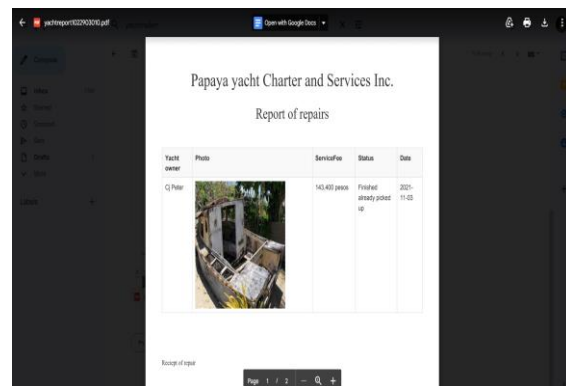 yachtreport1022903010.pdf
Open with Google Docs
Compose
Papaya yacht Charter and Services Inc.
Report of repairs
Yacht owner Photo ServiceFee Status Date
Cj Peter 143,400 pesos Finished already picked up 2021-11-03
Receipt of repair
Page 1 / 2